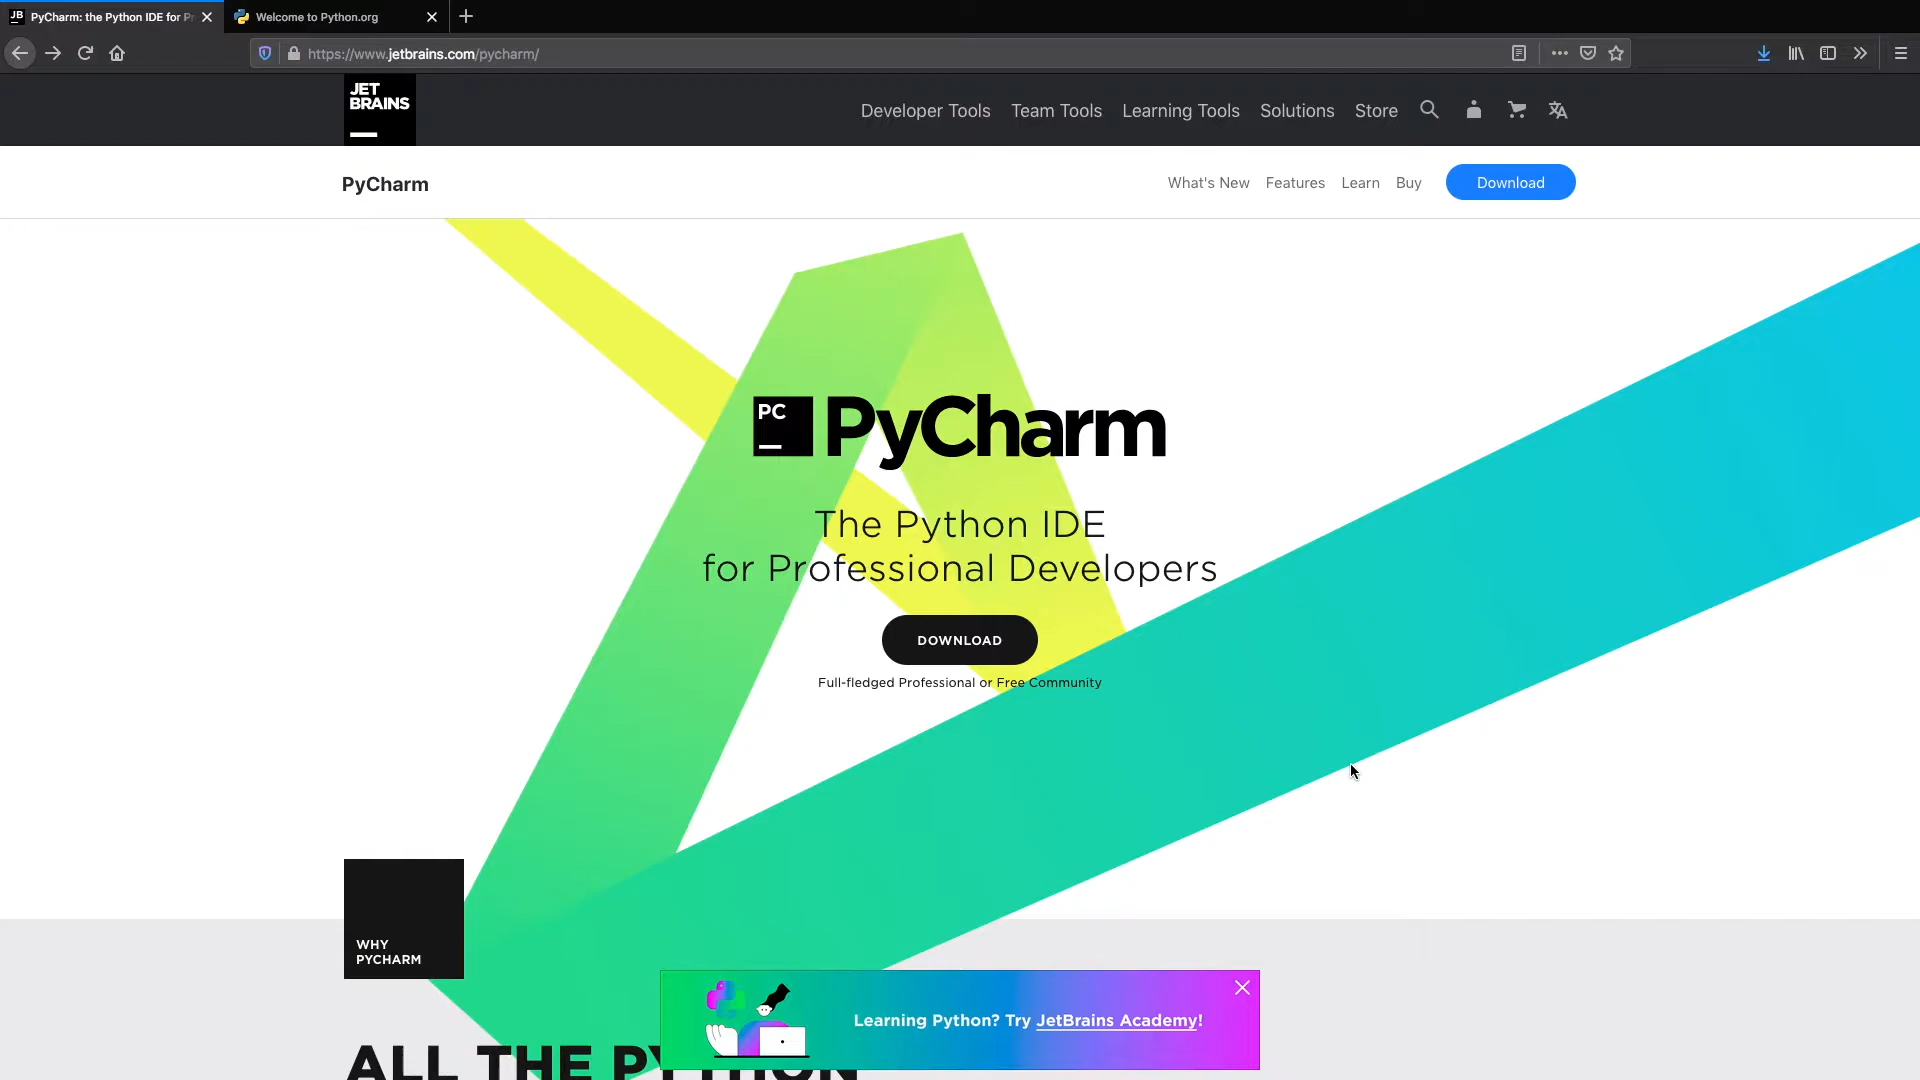 JB PyCharm: the Python IDE for Pr
Welcome to Python.org
https://www.jetbrains.com/pycharm/
JET
BRAINS
Developer Tools Team Tools Learning Tools Solutions Store
PyCharm
What's New Features Learn Buy Download
PC PyCharm
The Python IDE
for Professional Developers
DOWNLOAD
Full-fledged Professional or Free Community
WHY
PYCHARM
Learning Python? Try JetBrains Academy!
ALL THE PYTHON